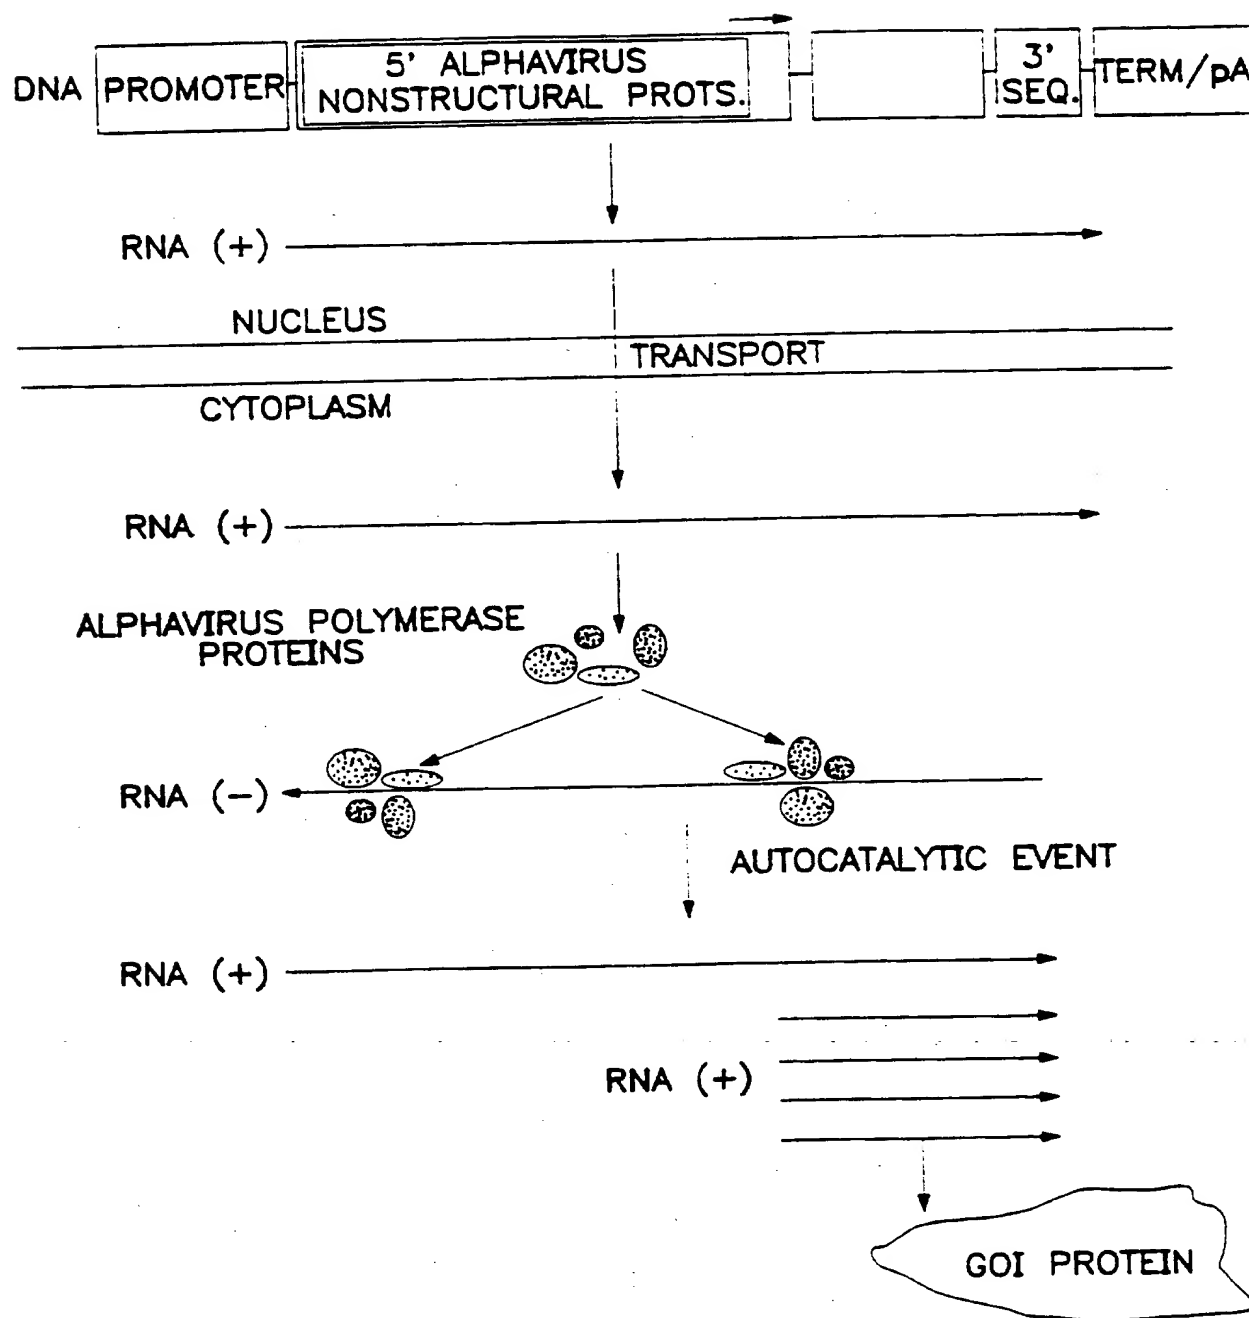 DNA PROMOTER 5' ALPHAVIRUS NONSTRUCTURAL PROTS. 3' SEQ. TERM/pA
RNA (+)
NUCLEUS
TRANSPORT
CYTOPLASM
RNA (+)
ALPHAVIRUS POLYMERASE
PROTEINS
RNA (-)
AUTOCATALYTIC EVENT
RNA (+)
RNA (+)
GOI PROTEIN